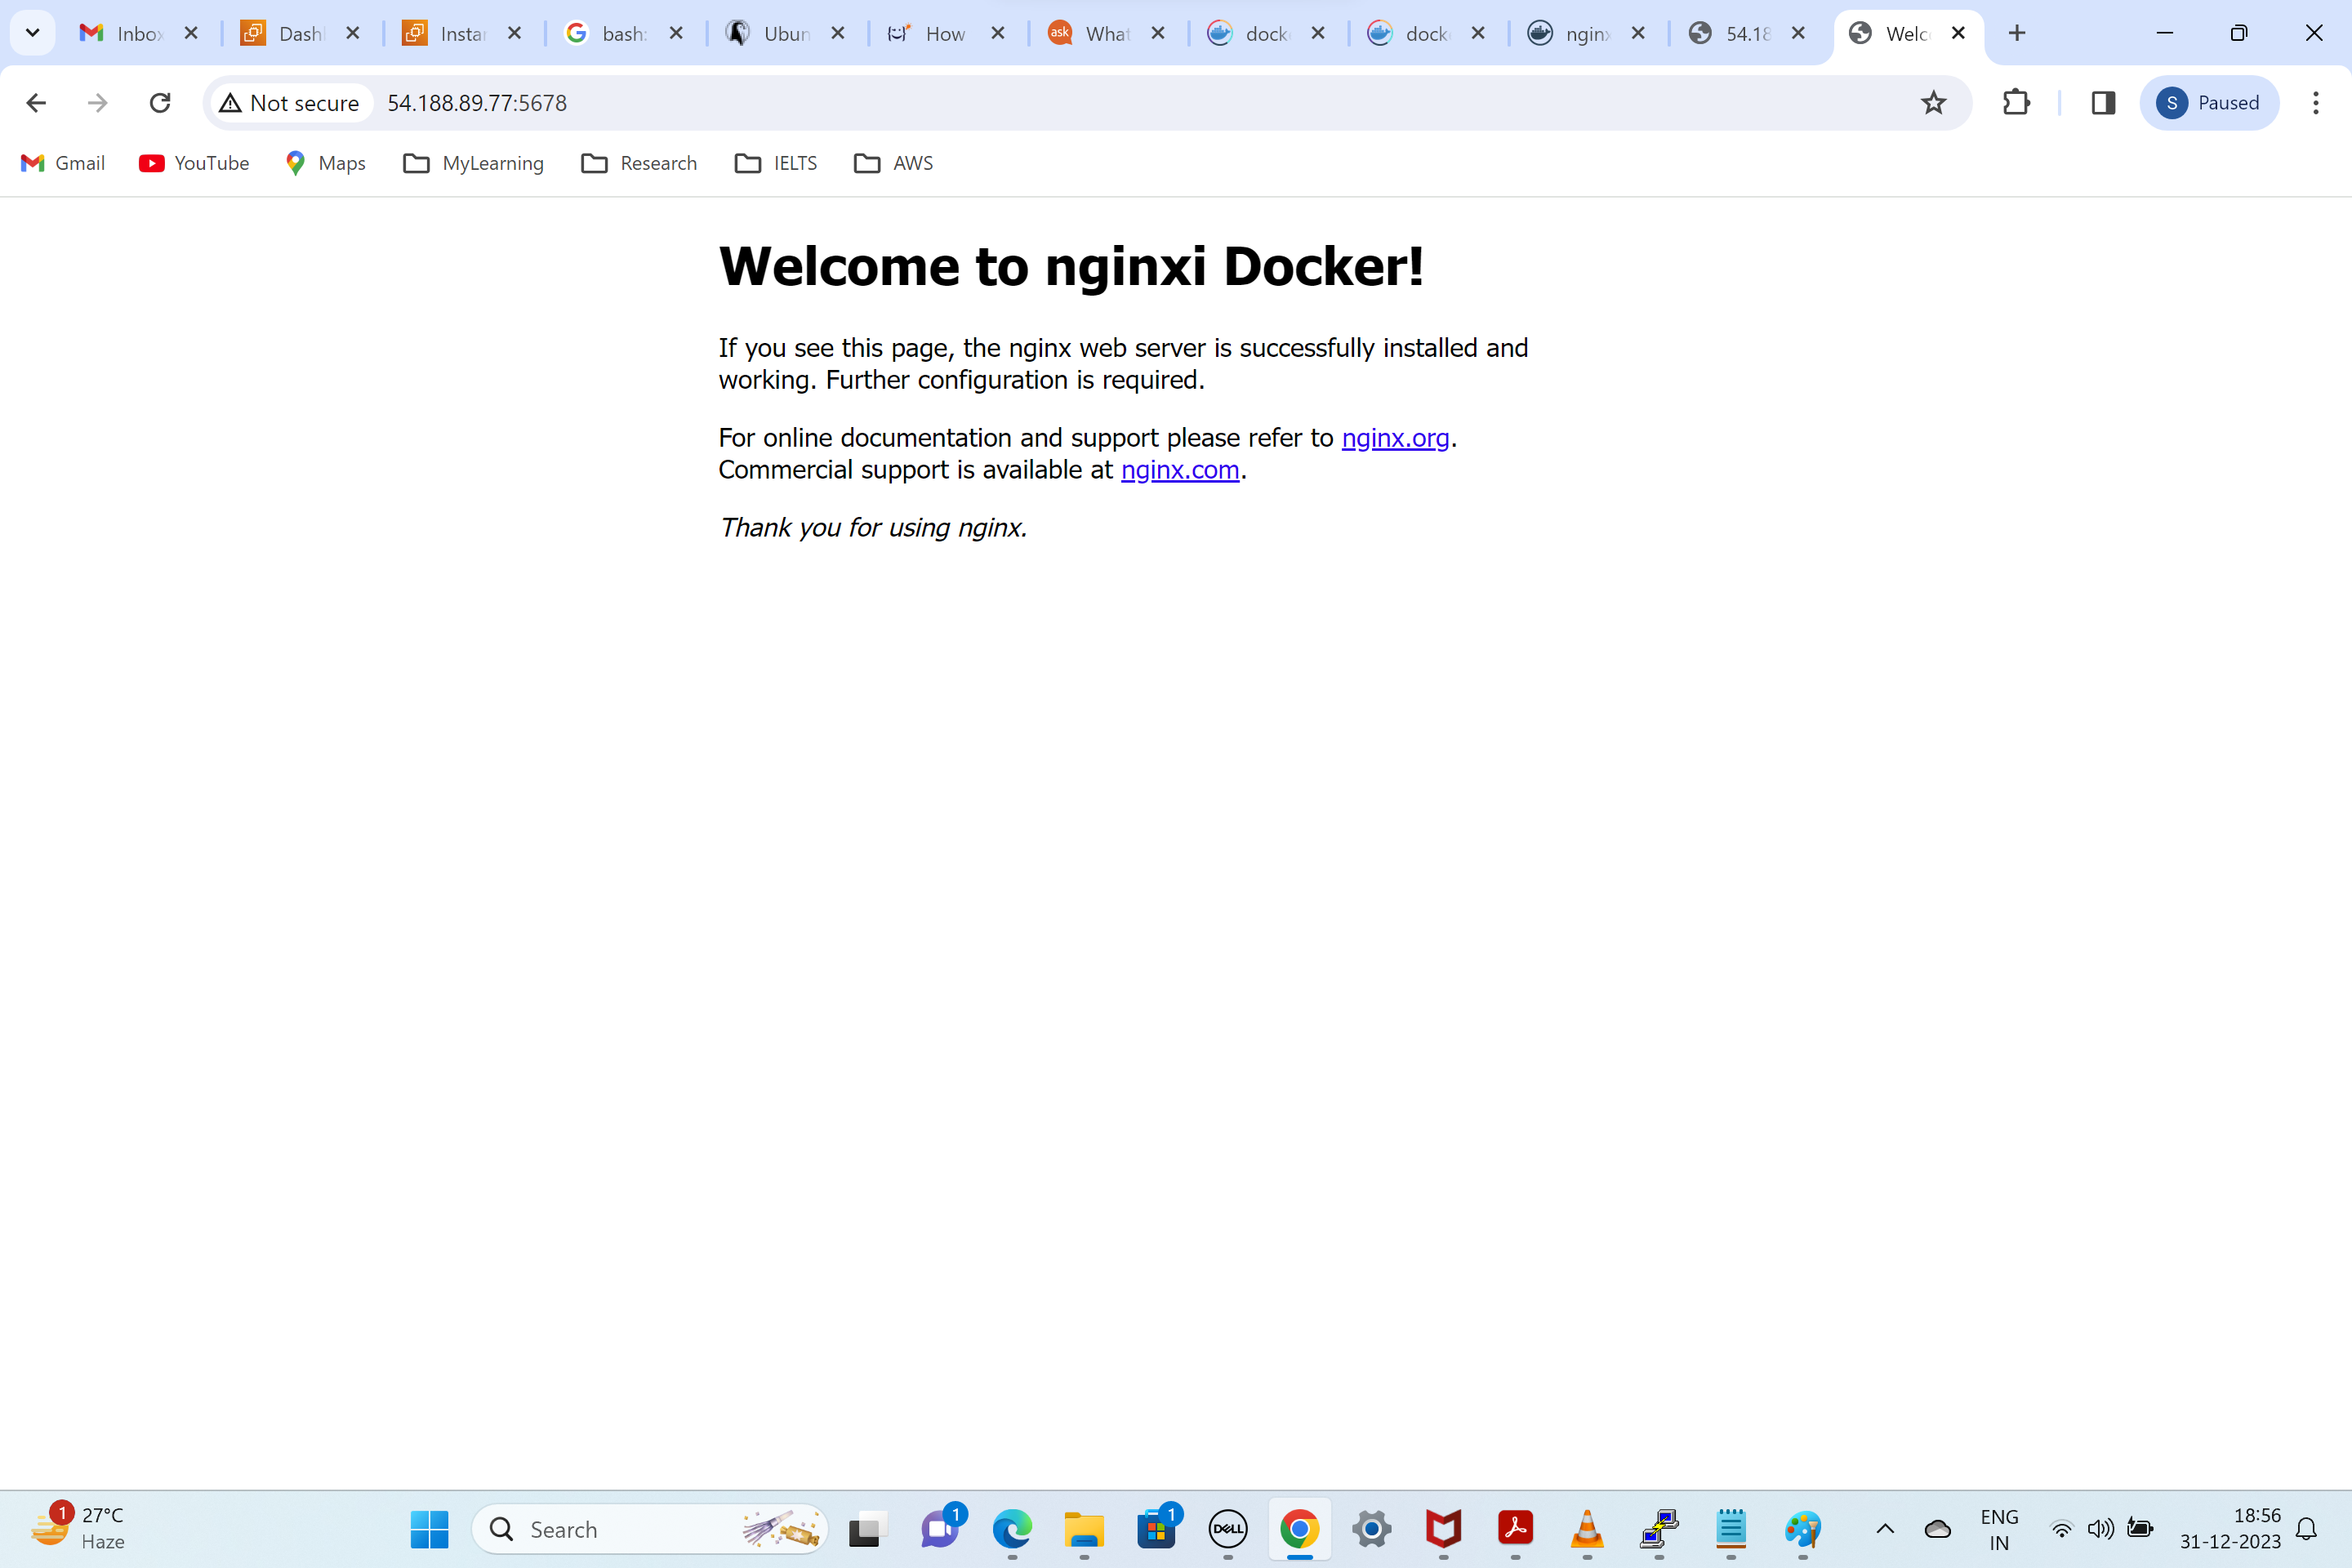 Inbox
Dash
Instar
bash:
Ubun
How
What
dock
dock
nginx
54.18
Welc
Not secure 54.188.89.77:5678
S Paused
Gmail YouTube Maps MyLearning Research IELTS AWS
Welcome to nginxi Docker!
If you see this page, the nginx web server is successfully installed and
working. Further configuration is required.
For online documentation and support please refer to nginx.org.
Commercial support is available at nginx.com.
Thank you for using nginx.
1
27°C
Haze
Search
1
1
DELL
ENG
IN
18:56
31-12-2023